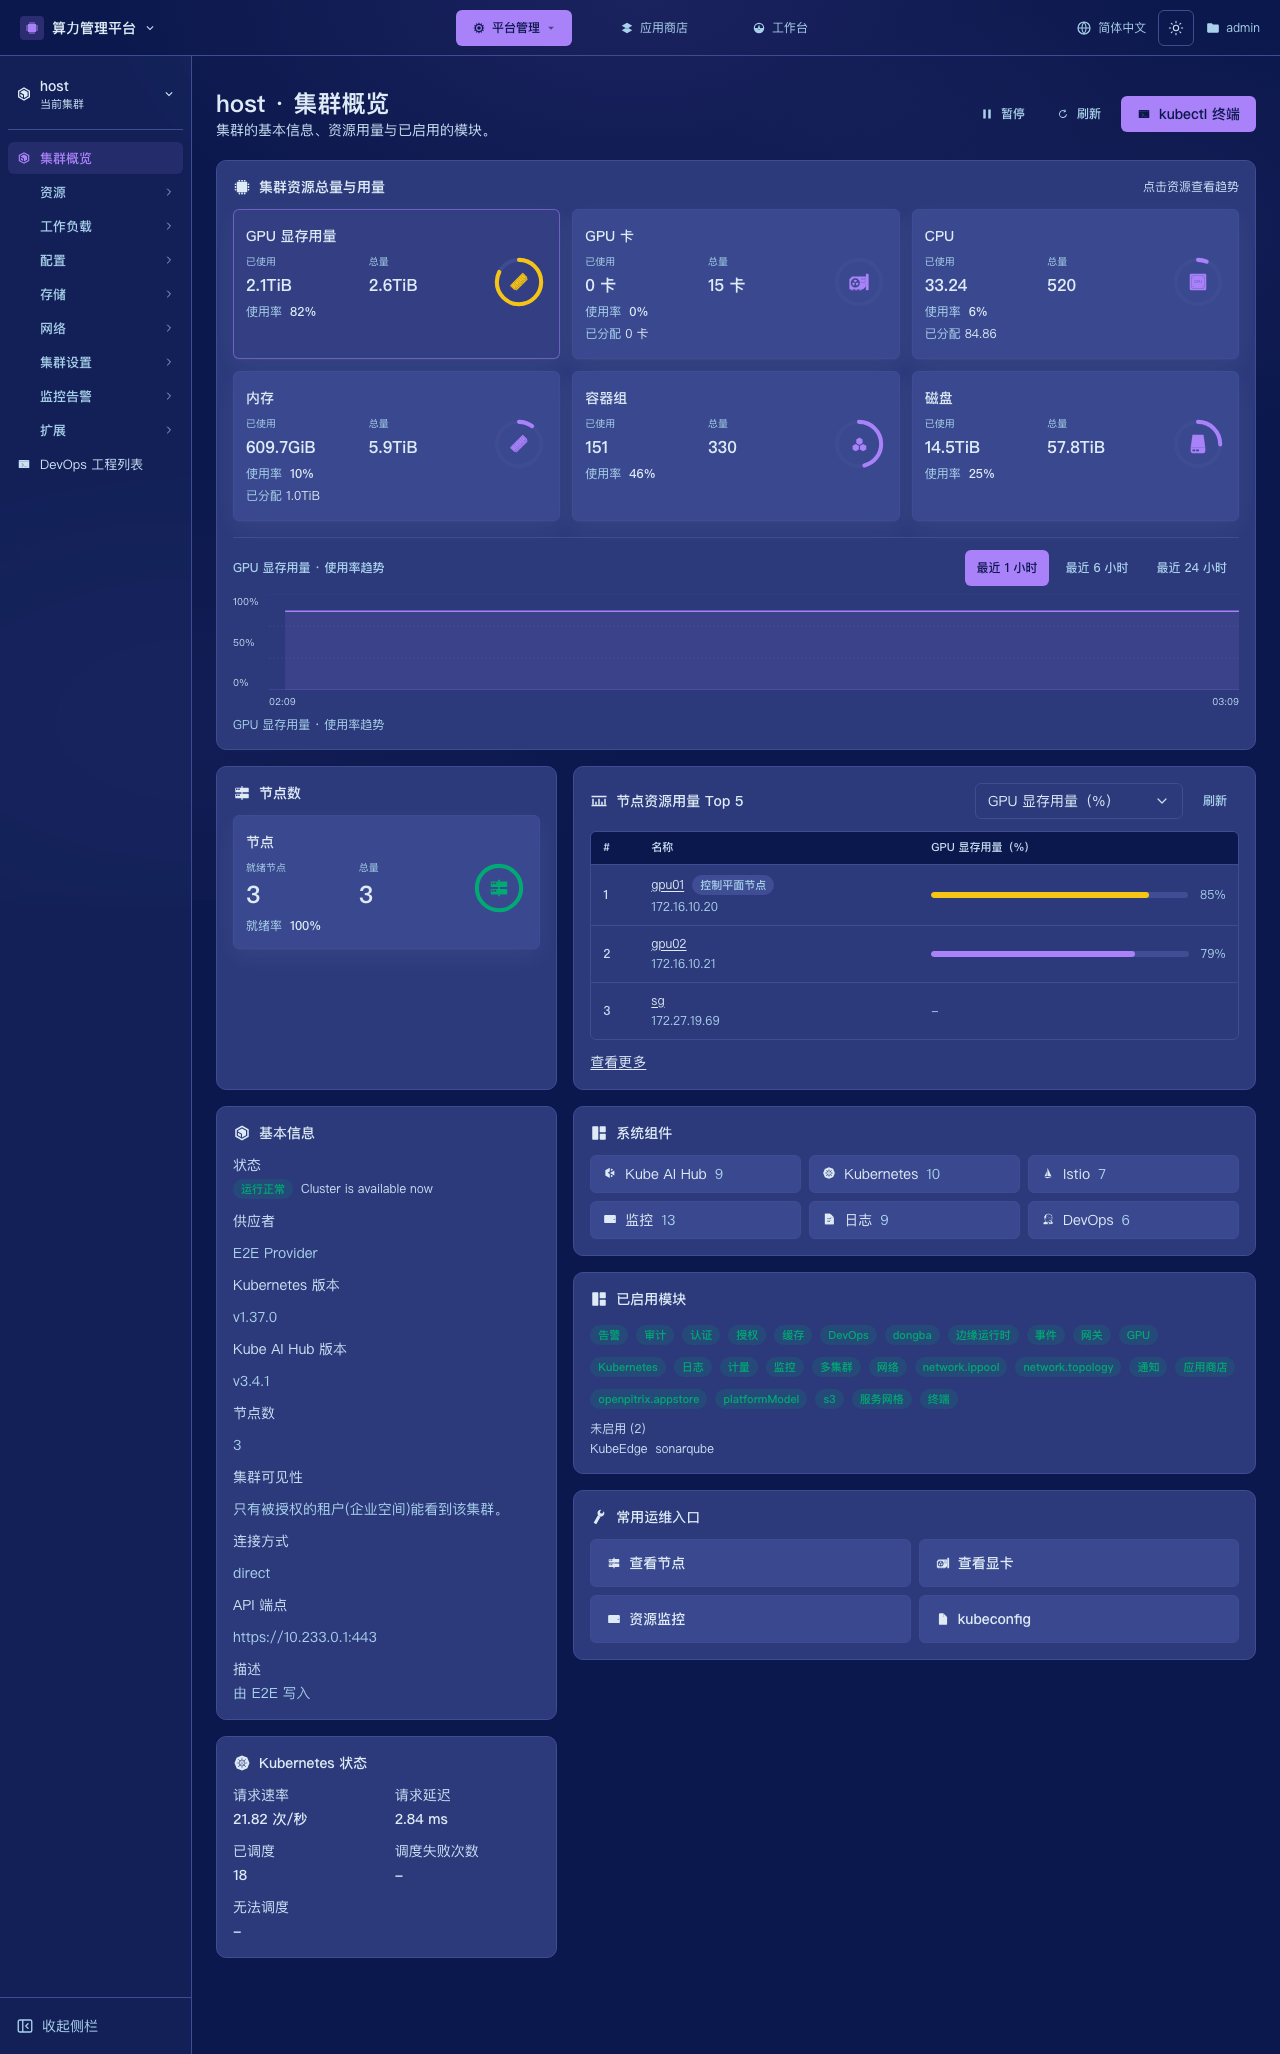 算力管理平台
平台管理
应用商店
工作台
简体中文
admin
host
当前集群
集群概览
资源
工作负载
配置
存储
网络
集群设置
监控告警
扩展
DevOps 工程列表
收起侧栏
host · 集群概览
集群的基本信息、资源用量与已启用的模块。
暂停
刷新
kubectl 终端
集群资源总量与用量
点击资源查看趋势
GPU 显存用量
已使用 总量
2.1TiB 2.6TiB
使用率 82%
GPU 卡
已使用 总量
0 卡 15 卡
使用率 0%
已分配 0 卡
CPU
已使用 总量
33.24 520
使用率 6%
已分配 84.86
内存
已使用 总量
609.7GiB 5.9TiB
使用率 10%
已分配 1.0TiB
容器组
已使用 总量
151 330
使用率 46%
磁盘
已使用 总量
14.5TiB 57.8TiB
使用率 25%
GPU 显存用量 · 使用率趋势
最近 1 小时 最近 6 小时 最近 24 小时
100%
50%
0%
02:09 03:09
GPU 显存用量 · 使用率趋势
节点数
节点
就绪节点 总量
3 3
就绪率 100%
节点资源用量 Top 5
GPU 显存用量（%）
刷新
# 名称 GPU 显存用量（%）
1 gpu01 控制平面节点 85%
172.16.10.20
2 gpu02 79%
172.16.10.21
3 sg –
172.27.19.69
查看更多
基本信息
状态
运行正常 Cluster is available now
供应者
E2E Provider
Kubernetes 版本
v1.37.0
Kube AI Hub 版本
v3.4.1
节点数
3
集群可见性
只有被授权的租户(企业空间)能看到该集群。
连接方式
direct
API 端点
https://10.233.0.1:443
描述
由 E2E 写入
系统组件
Kube AI Hub 9
Kubernetes 10
Istio 7
监控 13
日志 9
DevOps 6
已启用模块
告警 审计 认证 授权 缓存 DevOps dongba 边缘运行时 事件 网关 GPU
Kubernetes 日志 计量 监控 多集群 网络 network.ippool network.topology 通知 应用商店
openpitrix.appstore platformModel s3 服务网格 终端
未启用 (2)
KubeEdge sonarqube
常用运维入口
查看节点
查看显卡
资源监控
kubeconfig
Kubernetes 状态
请求速率 请求延迟
21.82 次/秒 2.84 ms
已调度 调度失败次数
18 –
无法调度
–